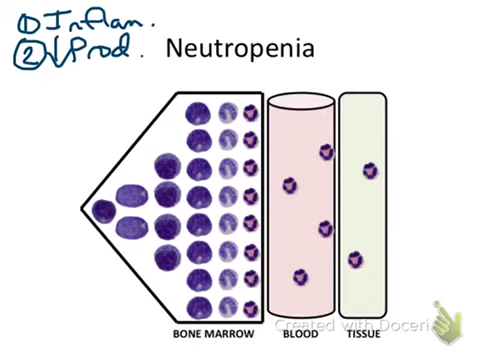 ① Inflam.
② ↓ Prod.
Neutropenia
BONE MARROW BLOOD TISSUE
Created with Doceri